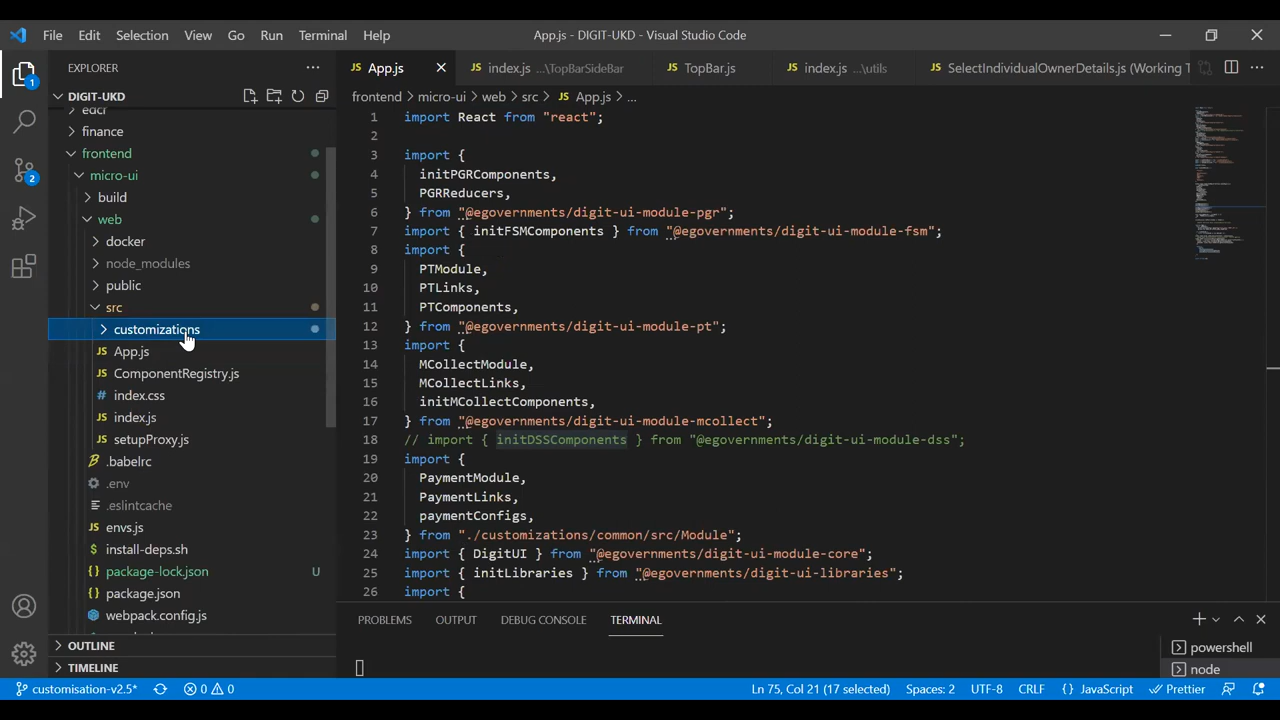 File Edit Selection View Go Run Terminal Help App.js - DIGIT-UKD - Visual Studio Code
EXPLORER
App.js index.js ...\TopBarSideBar TopBar.js index.js ...\utils SelectIndividualOwnerDetails.js (Working T
DIGIT-UKD
frontend > micro-ui > web > src > JS App.js > ...
edcr
finance
frontend
micro-ui
build
web
docker
node_modules
public
src
customizations
JS App.js
JS ComponentRegistry.js
# index.css
JS index.js
JS setupProxy.js
.babelrc
.env
.eslintcache
JS envs.js
install-deps.sh
{} package-lock.json U
{} package.json
webpack.config.js
OUTLINE
TIMELINE
1 import React from "react";
2
3 import {
4 initPGRComponents,
5 PGRReducers,
6 } from "@egovernments/digit-ui-module-pgr";
7 import { initFSMComponents } from "@egovernments/digit-ui-module-fsm";
8 import {
9 PTModule,
10 PTLinks,
11 PTComponents,
12 } from "@egovernments/digit-ui-module-pt";
13 import {
14 MCollectModule,
15 MCollectLinks,
16 initMCollectComponents,
17 } from "@egovernments/digit-ui-module-mcollect";
18 // import { initDSSComponents } from "@egovernments/digit-ui-module-dss";
19 import {
20 PaymentModule,
21 PaymentLinks,
22 paymentConfigs,
23 } from "./customizations/common/src/Module";
24 import { DigitUI } from "@egovernments/digit-ui-module-core";
25 import { initLibraries } from "@egovernments/digit-ui-libraries";
26 import {
PROBLEMS OUTPUT DEBUG CONSOLE TERMINAL
powershell
node
1
2
customisation-v2.5* 0 0 Ln 75, Col 21 (17 selected) Spaces: 2 UTF-8 CRLF {} JavaScript Prettier